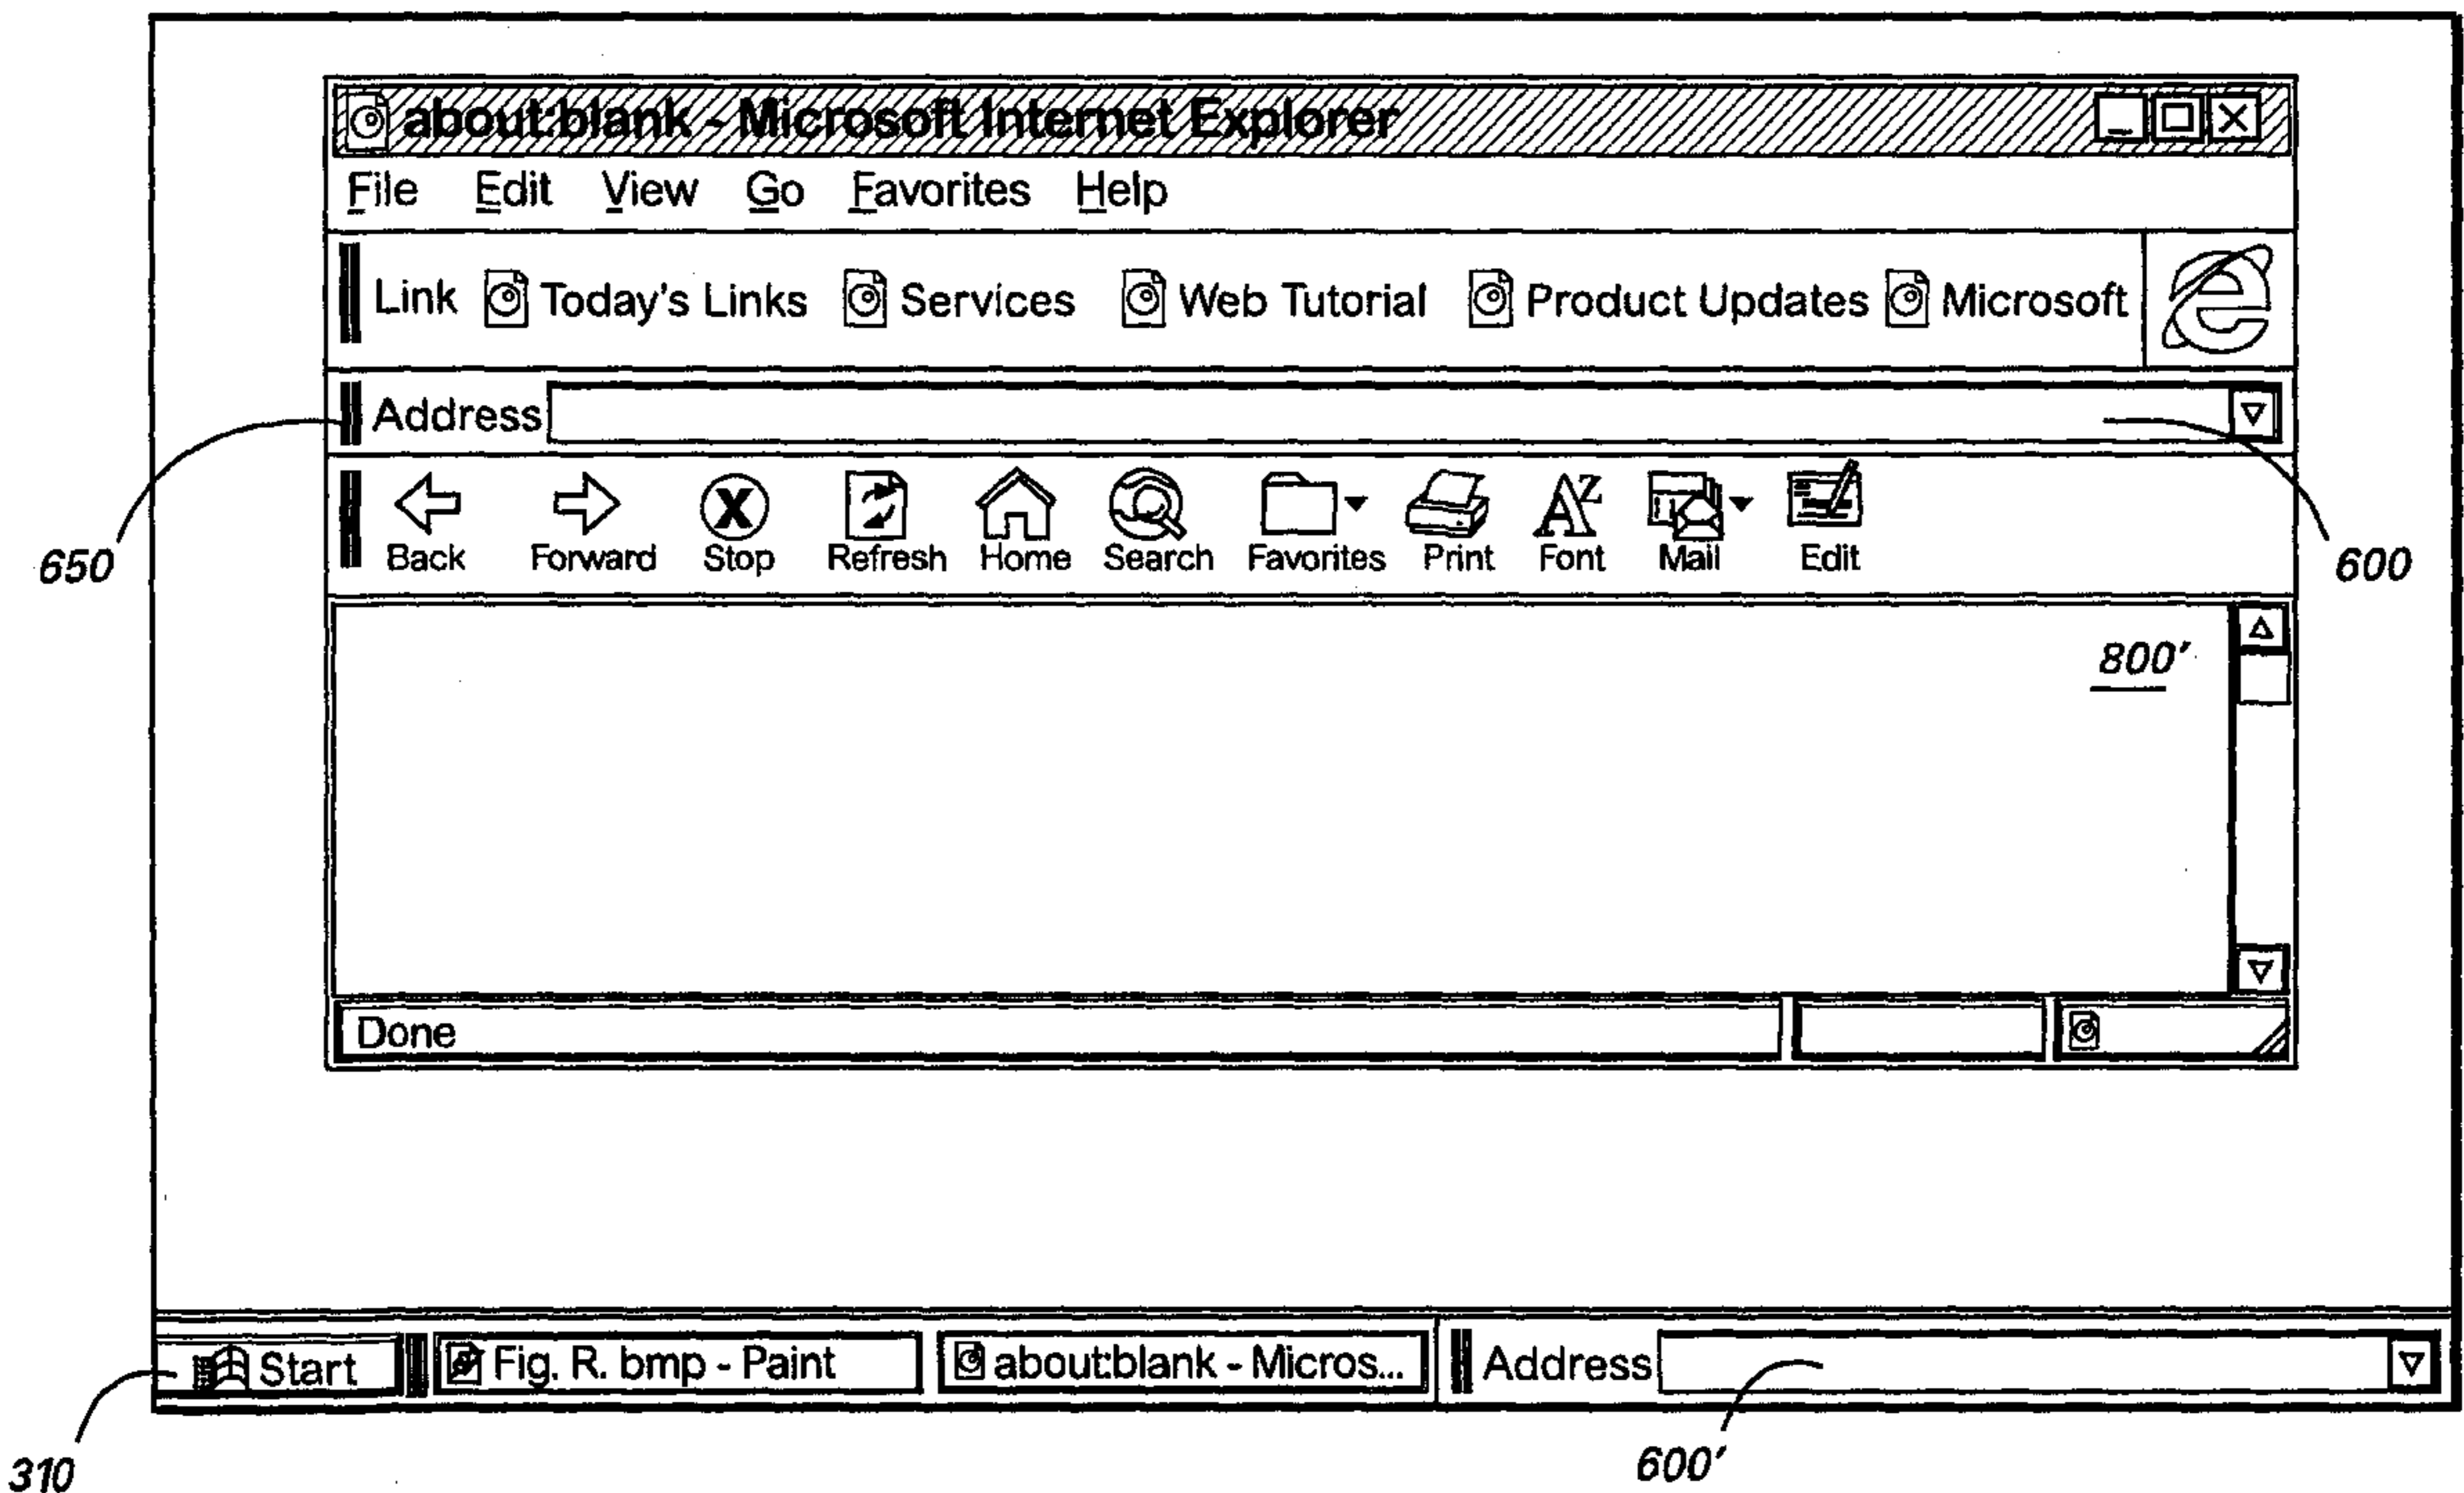 about:blank - Microsoft Internet Explorer
File Edit View Go Favorites Help
Link Today's Links Services Web Tutorial Product Updates Microsoft
Address
Back Forward Stop Refresh Home Search Favorites Print Font Mail Edit
650
600
800'
Done
Start Fig. R. bmp - Paint about:blank - Micros... Address
310
600'